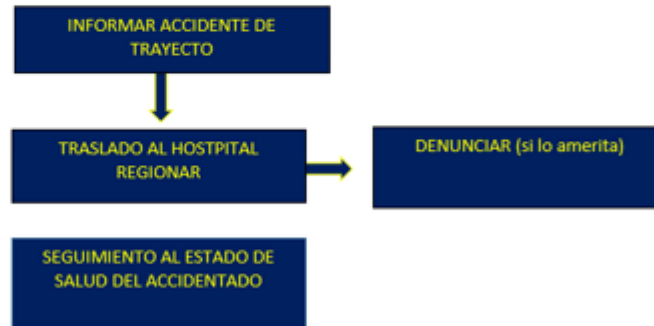 INFORMAR ACCIDENTE DE
TRAYECTO
TRASLADO AL HOSTPITAL
REGIONAR
DENUNCIAR (si lo amerita)
SEGUIMIENTO AL ESTADO DE
SALUD DEL ACCIDENTADO